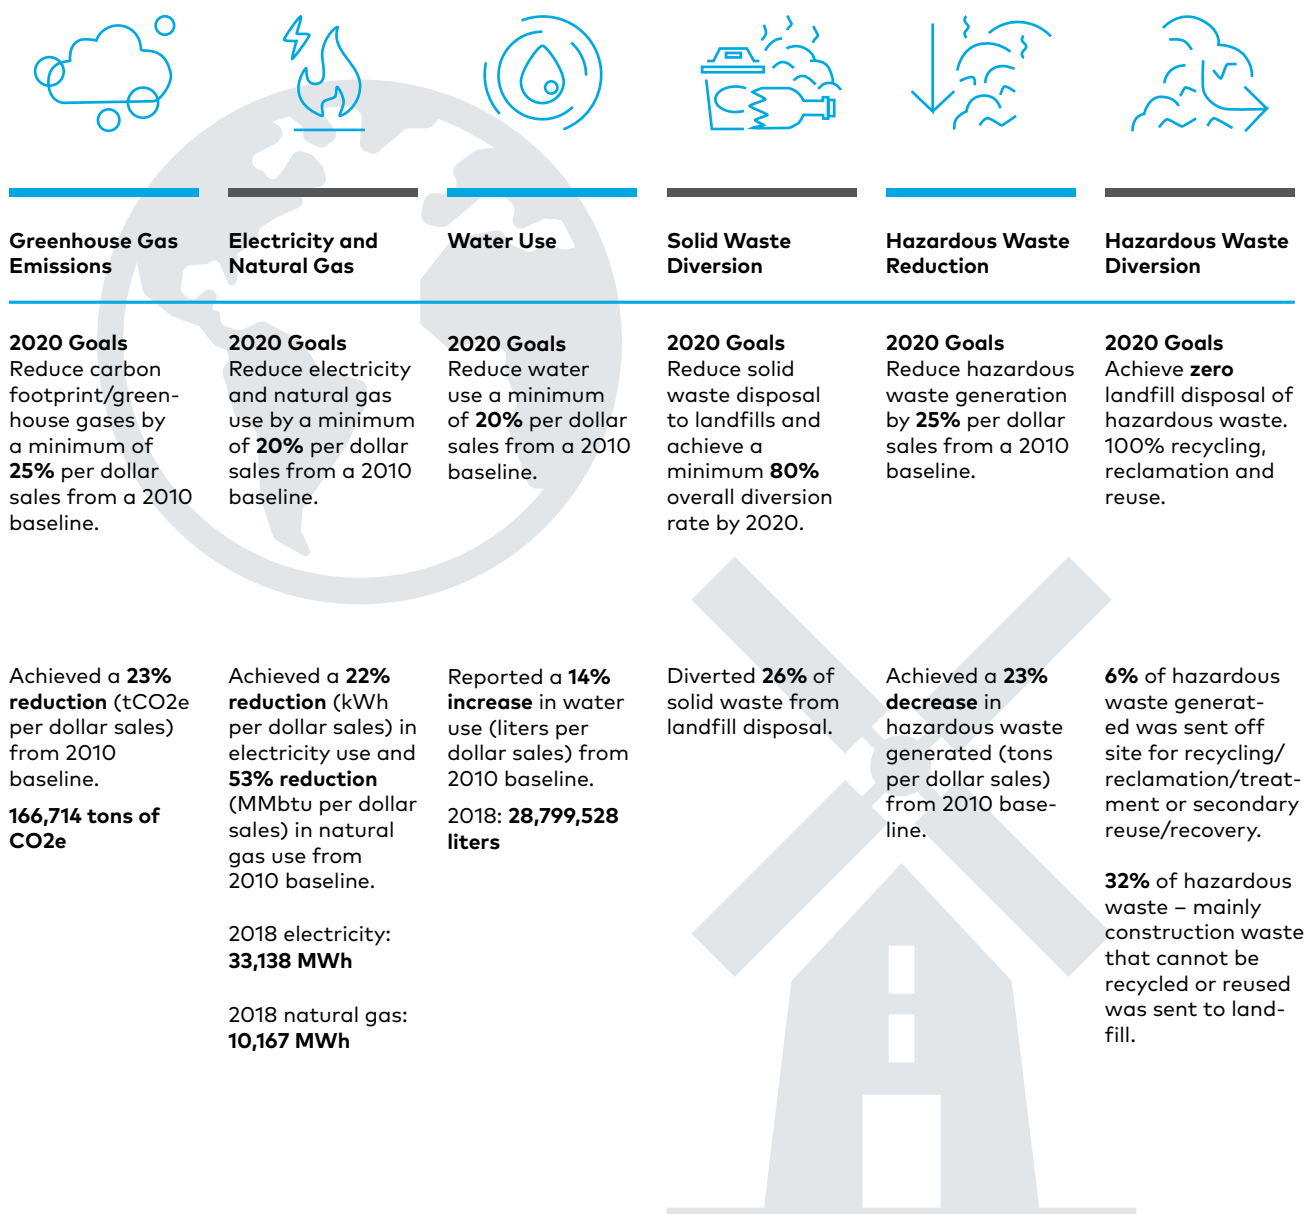 Greenhouse Gas
Emissions
Electricity and
Natural Gas
Water Use
Solid Waste
Diversion
Hazardous Waste
Reduction
Hazardous Waste
Diversion
2020 Goals
Reduce carbon
footprint/green-
house gases by
a minimum of
25% per dollar
sales from a 2010
baseline.
2020 Goals
Reduce electricity
and natural gas
use by a minimum
of 20% per dollar
sales from a 2010
baseline.
2020 Goals
Reduce water
use a minimum
of 20% per dollar
sales from a 2010
baseline.
2020 Goals
Reduce solid
waste disposal
to landfills and
achieve a
minimum 80%
overall diversion
rate by 2020.
2020 Goals
Reduce hazardous
waste generation
by 25% per dollar
sales from a 2010
baseline.
2020 Goals
Achieve zero
landfill disposal of
hazardous waste.
100% recycling,
reclamation and
reuse.
Achieved a 23%
reduction (tCO2e
per dollar sales)
from 2010
baseline.
166,714 tons of
CO2e
Achieved a 22%
reduction (kWh
per dollar sales) in
electricity use and
53% reduction
(MMbtu per dollar
sales) in natural
gas use from
2010 baseline.
2018 electricity:
33,138 MWh
2018 natural gas:
10,167 MWh
Reported a 14%
increase in water
use (liters per
dollar sales) from
2010 baseline.
2018: 28,799,528
liters
Diverted 26% of
solid waste from
landfill disposal.
Achieved a 23%
decrease in
hazardous waste
generated (tons
per dollar sales)
from 2010 base-
line.
6% of hazardous
waste generat-
ed was sent off
site for recycling/
reclamation/treat-
ment or secondary
reuse/recovery.
32% of hazardous
waste – mainly
construction waste
that cannot be
recycled or reused
was sent to land-
fill.